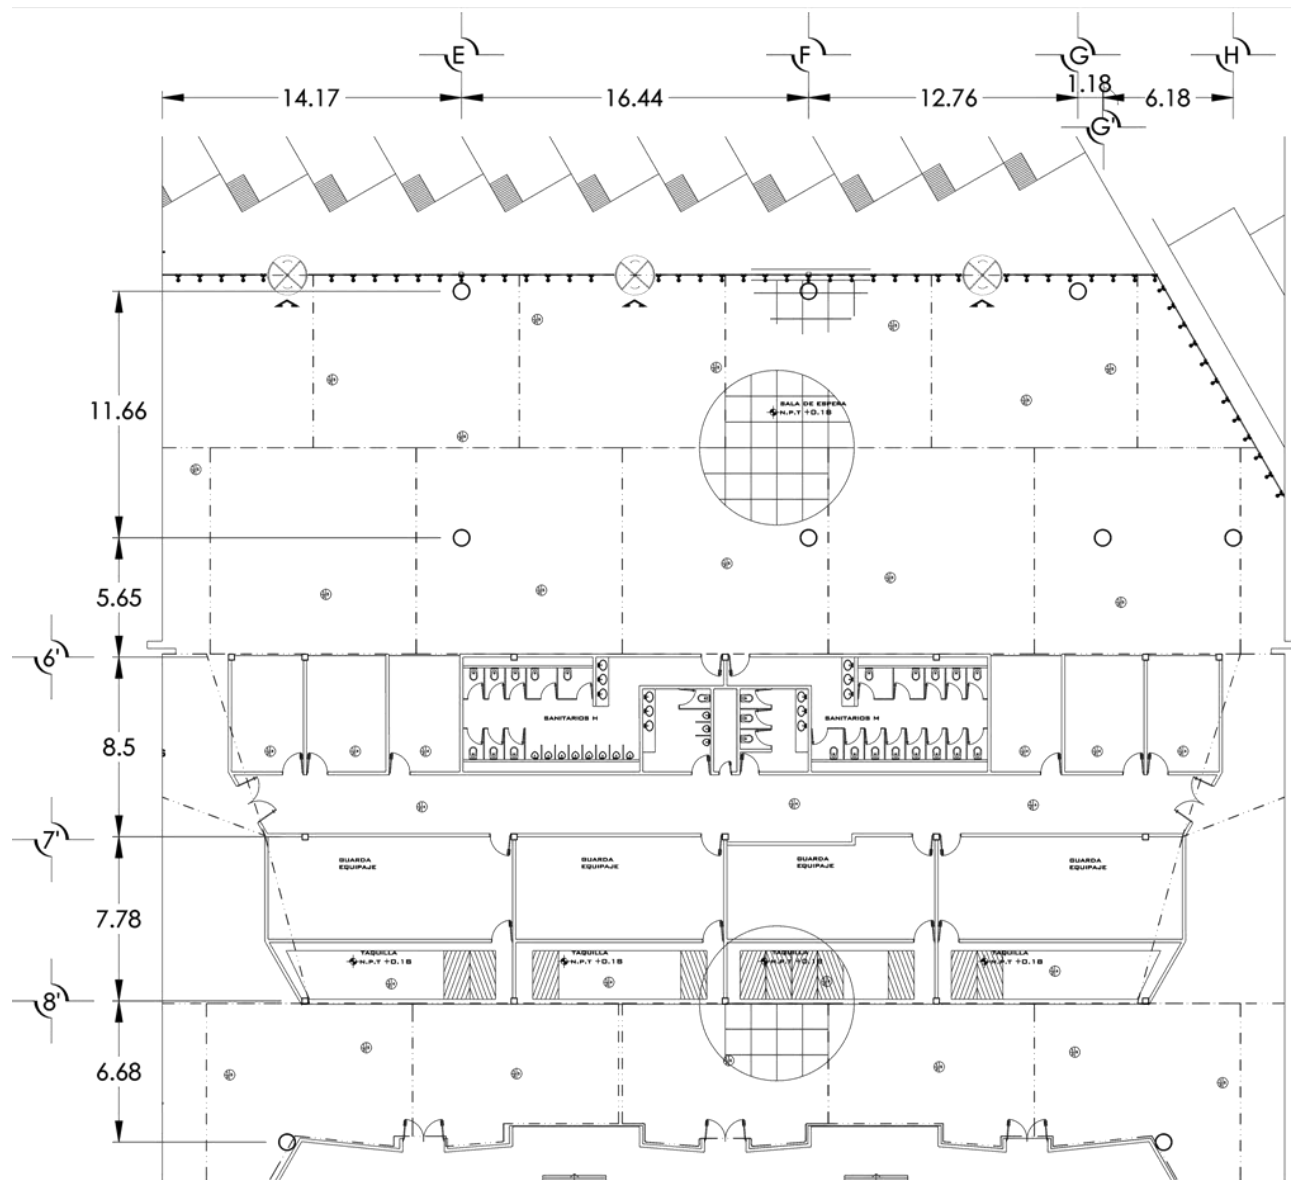 E F G H
14.17 16.44 12.76 1.18 6.18
G'
11.66
SALA DE ESPERA
N.P.T +0.18
5.65
6'
SANITARIOS H
SANITARIOS M
8.5
7'
GUARDA
EQUIPAJE
GUARDA
EQUIPAJE
GUARDA
EQUIPAJE
GUARDA
EQUIPAJE
7.78
TAQUILLA
N.P.T +0.18
TAQUILLA
N.P.T +0.18
TAQUILLA
N.P.T +0.18
TAQUILLA
N.P.T +0.18
8'
6.68